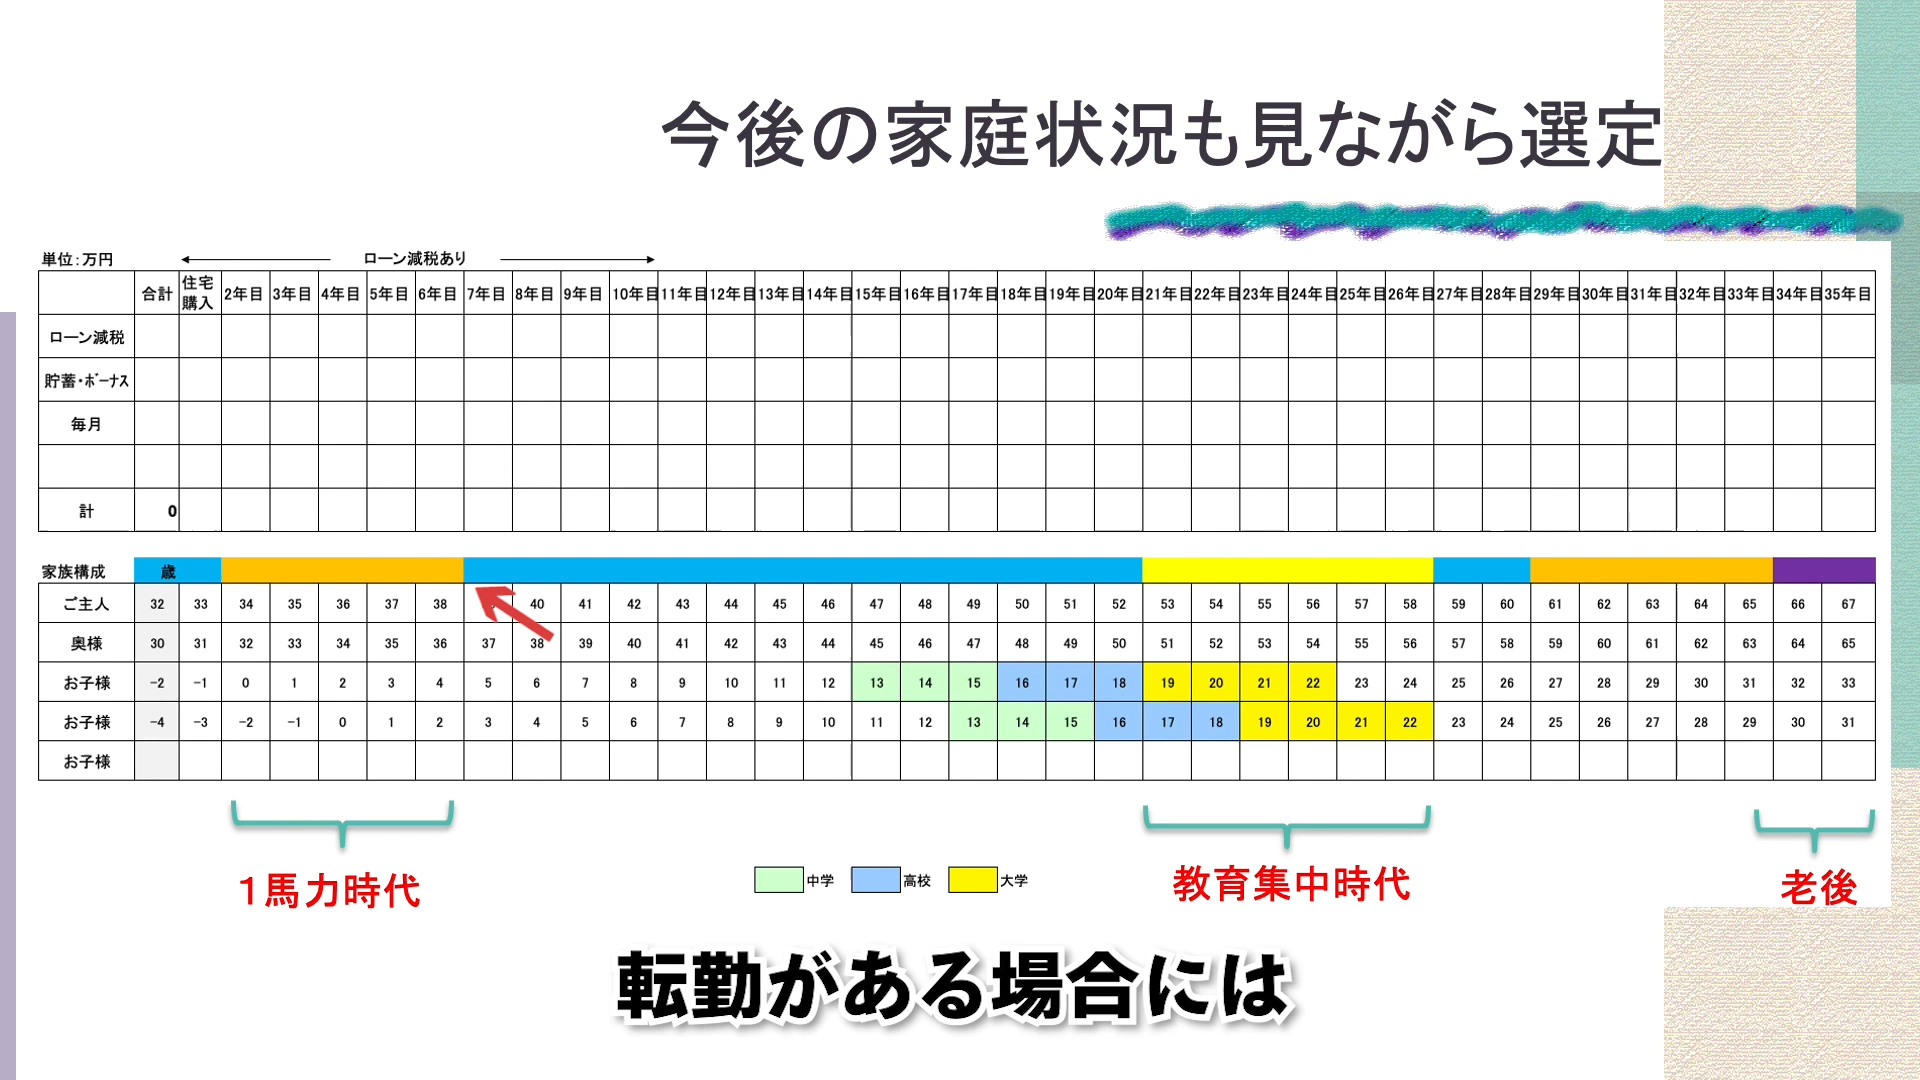 今後の家庭状況も見ながら選定
単位：万円 ローン減税あり
合計 住宅購入 2年目 3年目 4年目 5年目 6年目 7年目 8年目 9年目 10年目 11年目 12年目 13年目 14年目 15年目 16年目 17年目 18年目 19年目 20年目 21年目 22年目 23年目 24年目 25年目 26年目 27年目 28年目 29年目 30年目 31年目 32年目 33年目 34年目 35年目
ローン減税
貯蓄・ﾎﾞｰﾅｽ
毎月
計 0
家族構成 歳
ご主人 32 33 34 35 36 37 38 40 41 42 43 44 45 46 47 48 49 50 51 52 53 54 55 56 57 58 59 60 61 62 63 64 65 66 67
奥様 30 31 32 33 34 35 36 37 38 39 40 41 42 43 44 45 46 47 48 49 50 51 52 53 54 55 56 57 58 59 60 61 62 63 64 65
お子様 -2 -1 0 1 2 3 4 5 6 7 8 9 10 11 12 13 14 15 16 17 18 19 20 21 22 23 24 25 26 27 28 29 30 31 32 33
お子様 -4 -3 -2 -1 0 1 2 3 4 5 6 7 8 9 10 11 12 13 14 15 16 17 18 19 20 21 22 23 24 25 26 27 28 29 30 31
お子様
１馬力時代
中学 高校 大学
教育集中時代
老後
転勤がある場合には